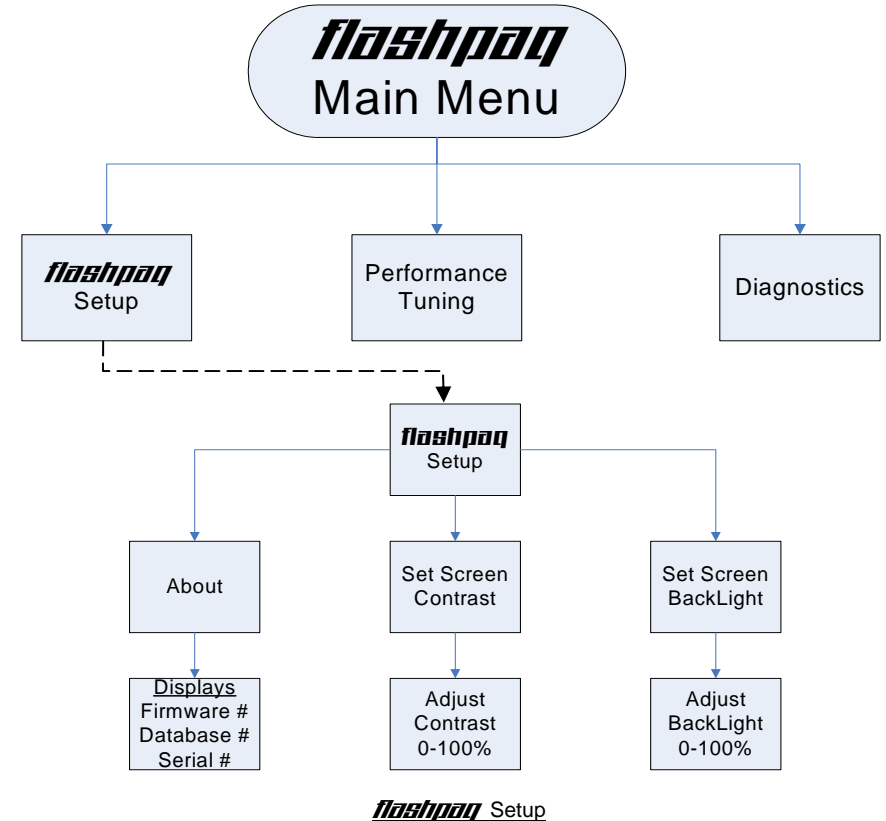 flashpaq
Main Menu
flashpaq
Setup
Performance
Tuning
Diagnostics
flashpaq
Setup
About
Set Screen
Contrast
Set Screen
BackLight
Displays
Firmware #
Database #
Serial #
Adjust
Contrast
0-100%
Adjust
BackLight
0-100%
flashpaq Setup